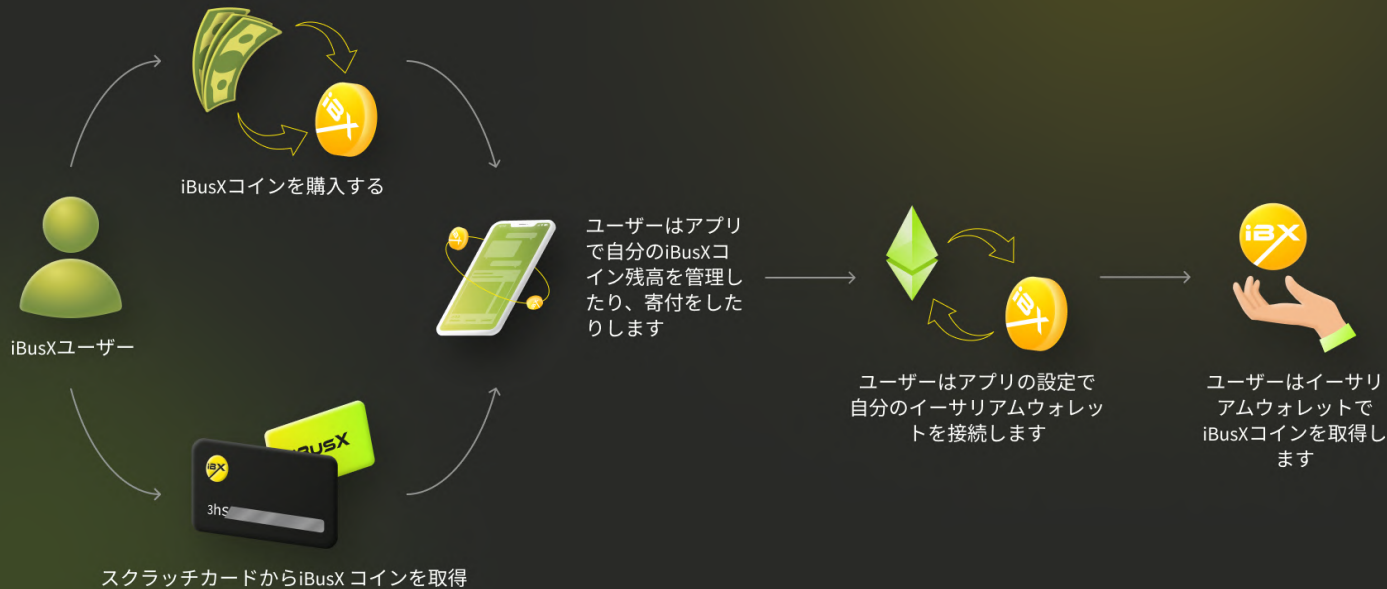 iBX
iBusXコインを購入する
iBusXユーザー
ユーザーはアプリ
で自分のiBusXコ
イン残高を管理し
たり、寄付をした
りします
iBX
ユーザーはアプリの設定で
自分のイーサリアムウォレッ
トを接続します
iBX
ユーザーはイーサリ
アムウォレットで
iBusXコインを取得し
ます
iBX
3hs
スクラッチカードからiBusX コインを取得